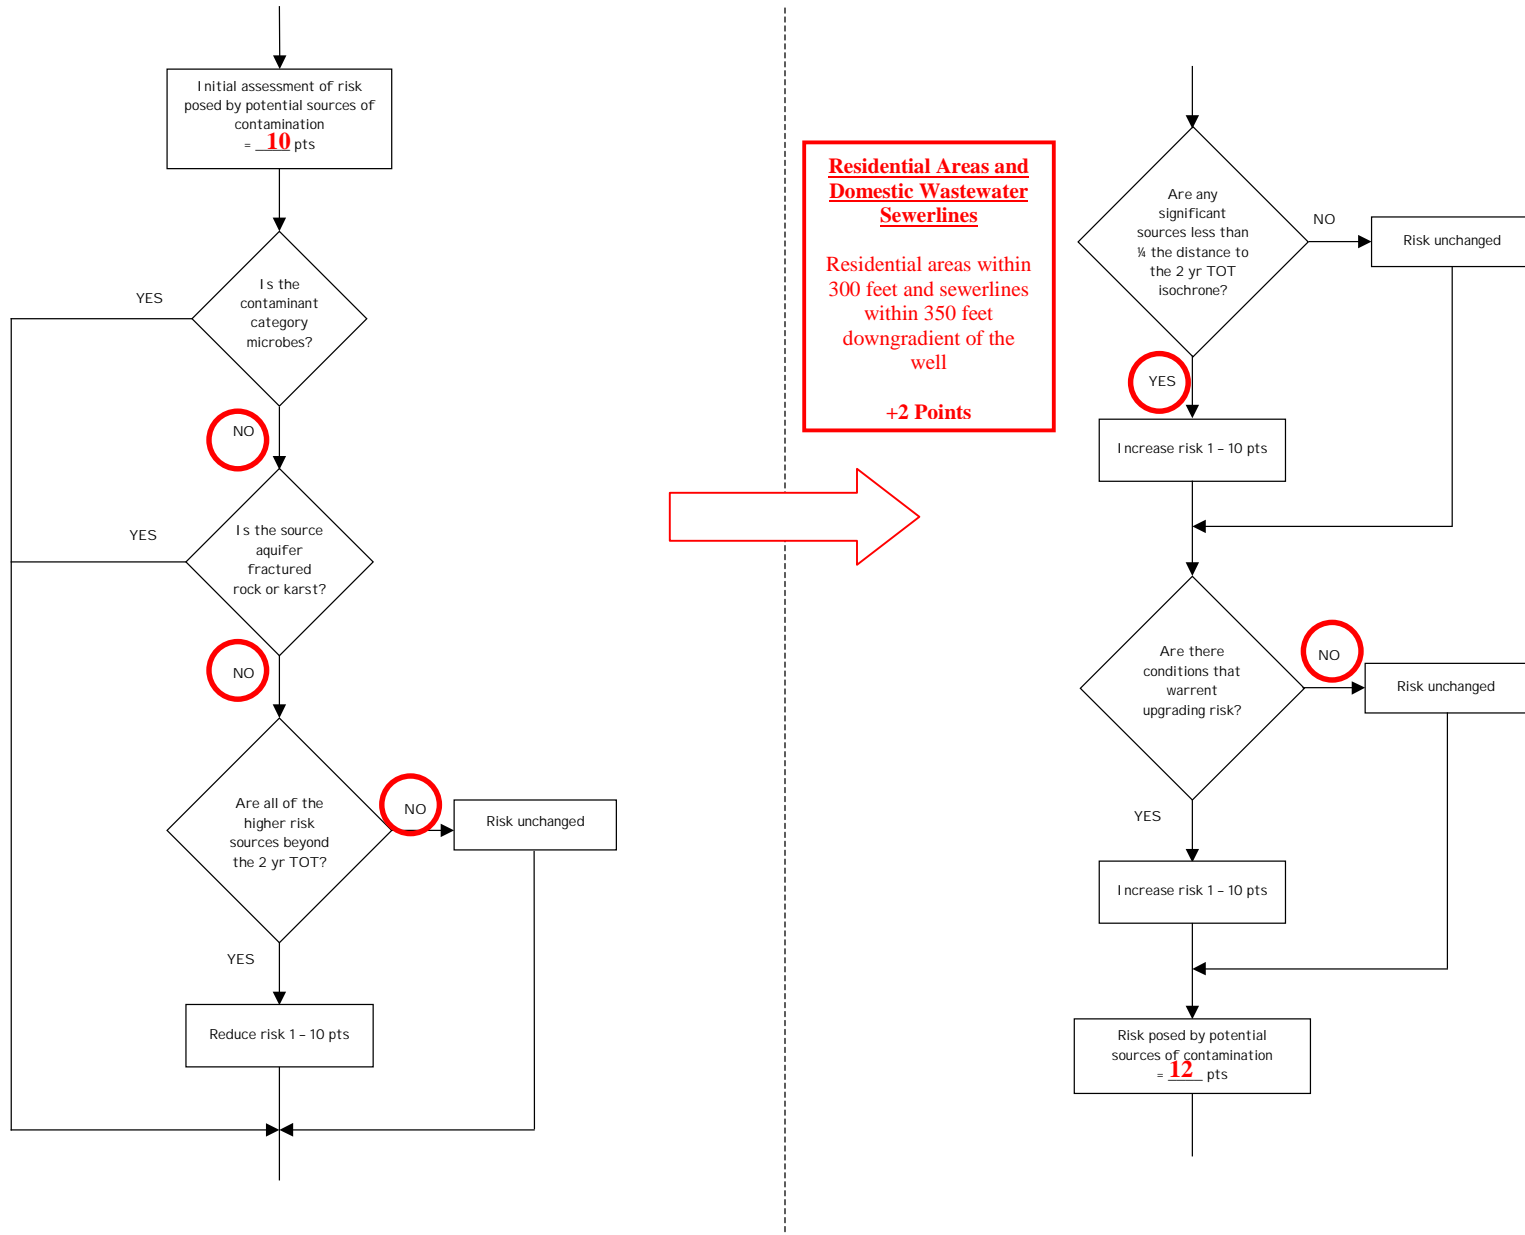 Initial assessment of risk
posed by potential sources of
contamination
= 10 pts
YES
Is the
contaminant
category
microbes?
NO
YES
Is the source
aquifer
fractured
rock or karst?
NO
Are all of the
higher risk
sources beyond
the 2 yr TOT?
NO
Risk unchanged
YES
Reduce risk 1 – 10 pts
Residential Areas and
Domestic Wastewater
Sewerlines
Residential areas within
300 feet and sewerlines
within 350 feet
downgradient of the
well
+2 Points
Are any
significant
sources less than
¼ the distance to
the 2 yr TOT
isochrone?
NO
Risk unchanged
YES
Increase risk 1 – 10 pts
Are there
conditions that
warrent
upgrading risk?
NO
Risk unchanged
YES
Increase risk 1 – 10 pts
Risk posed by potential
sources of contamination
= 12 pts